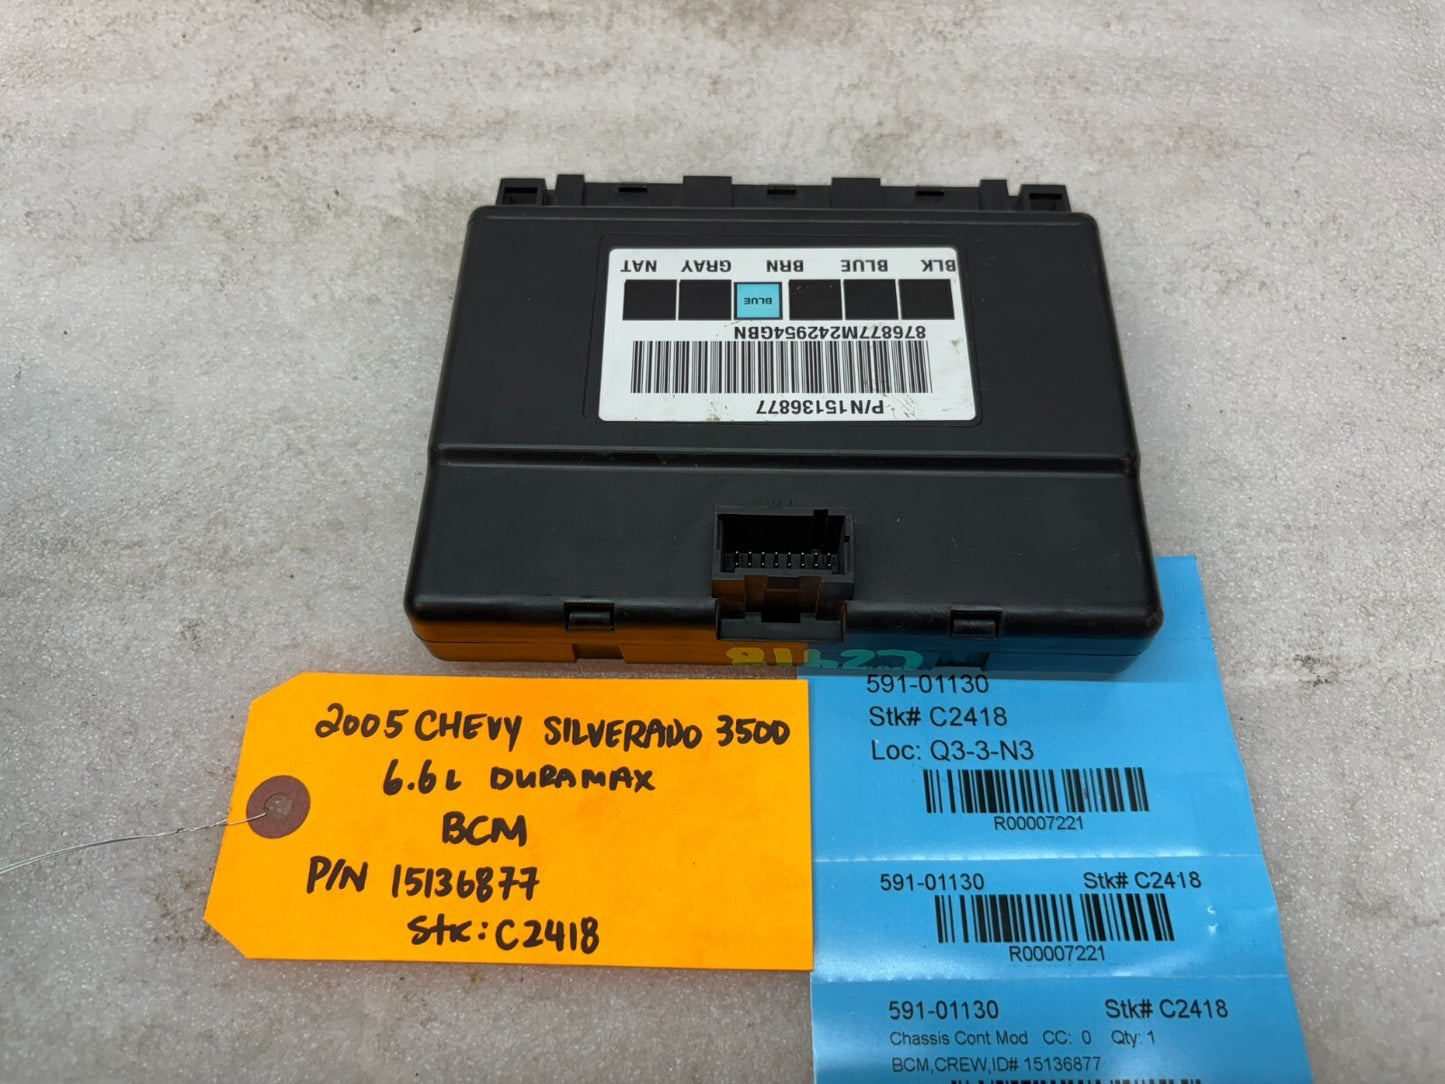 P/N15136877
876877M242954GBN
BLUE
BLK BLUE BRN GRAY NAT
C2418
2005 CHEVY SILVERADO 3500
6.6L DURAMAX
BCM
P/N 15136877
Stk: C2418
591-01130
Stk# C2418
Loc: Q3-3-N3
R00007221
591-01130 Stk# C2418
R00007221
591-01130 Stk# C2418
Chassis Cont Mod CC: 0 Qty: 1
BCM,CREW,ID# 15136877